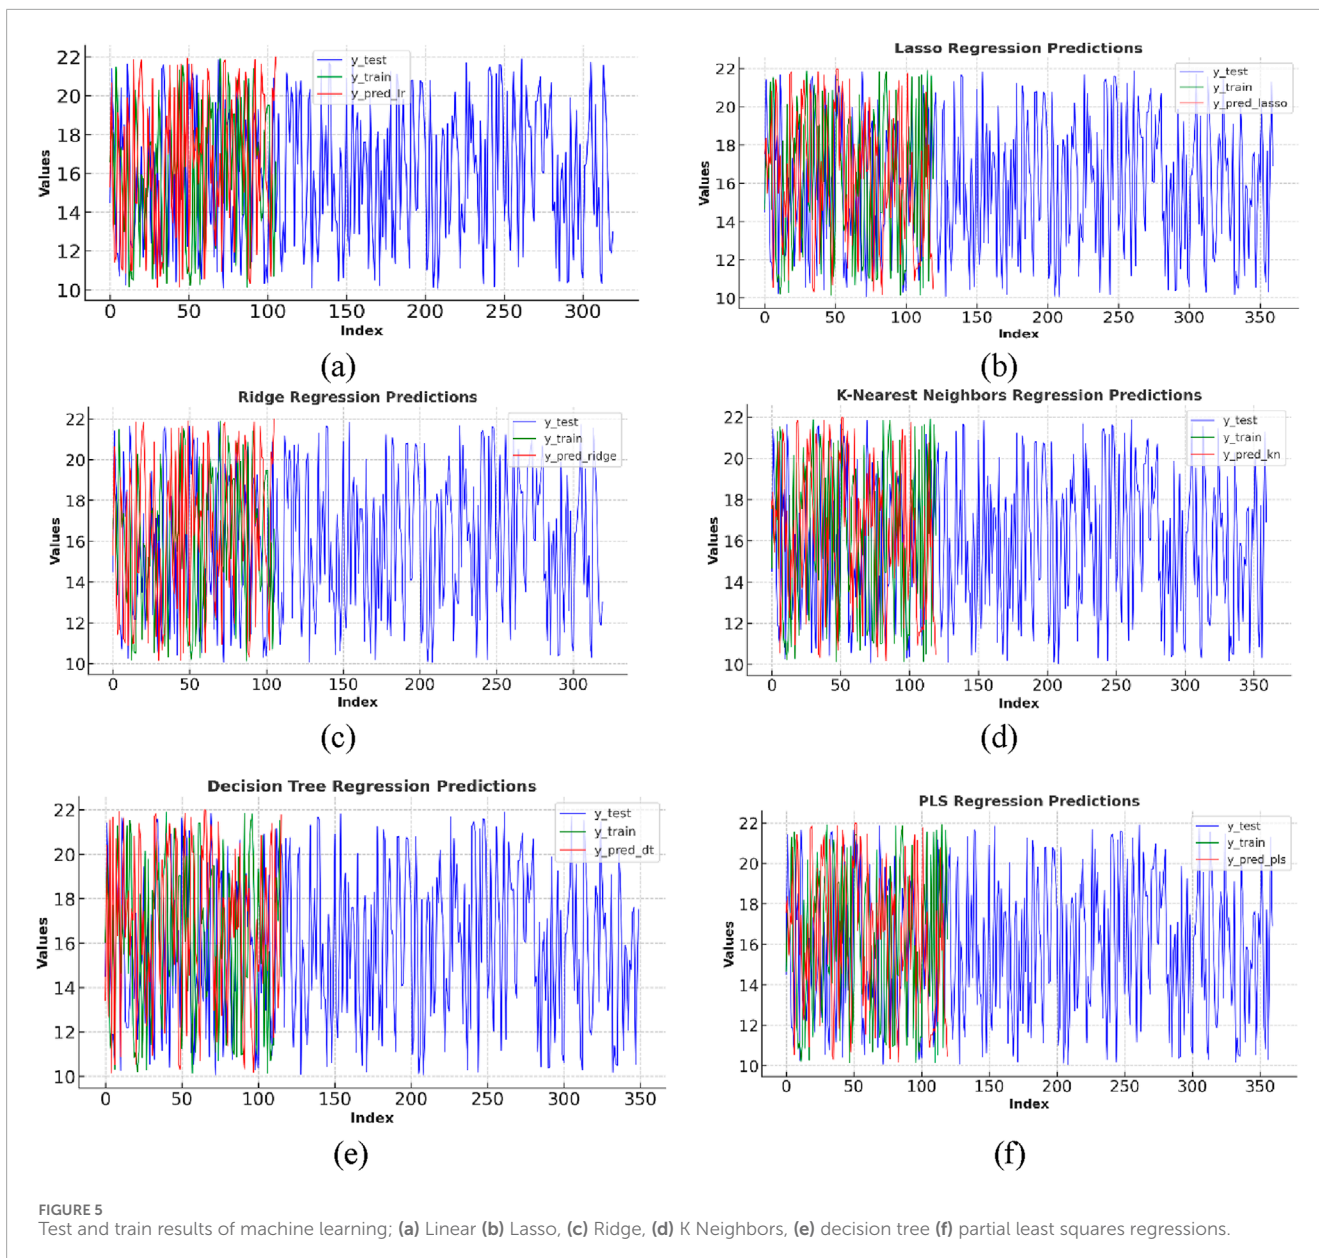 22
20
18
16
14
12
10
Values
y_test
y_train
y_pred_lr
0 50 100 150 200 250 300
Index
(a)
Lasso Regression Predictions
22
20
18
16
14
12
10
Values
y_test
y_train
y_pred_lasso
0 50 100 150 200 250 300 350
Index
(b)
Ridge Regression Predictions
22
20
18
16
14
12
10
Values
y_test
y_train
y_pred_ridge
0 50 100 150 200 250 300
Index
(c)
K-Nearest Neighbors Regression Predictions
22
20
18
16
14
12
10
Values
y_test
y_train
y_pred_kn
0 50 100 150 200 250 300 350
Index
(d)
Decision Tree Regression Predictions
22
20
18
16
14
12
10
Values
y_test
y_train
y_pred_dt
0 50 100 150 200 250 300 350
Index
(e)
PLS Regression Predictions
22
20
18
16
14
12
10
Values
y_test
y_train
y_pred_pls
0 50 100 150 200 250 300 350
Index
(f)
FIGURE 5
Test and train results of machine learning; (a) Linear (b) Lasso, (c) Ridge, (d) K Neighbors, (e) decision tree (f) partial least squares regressions.